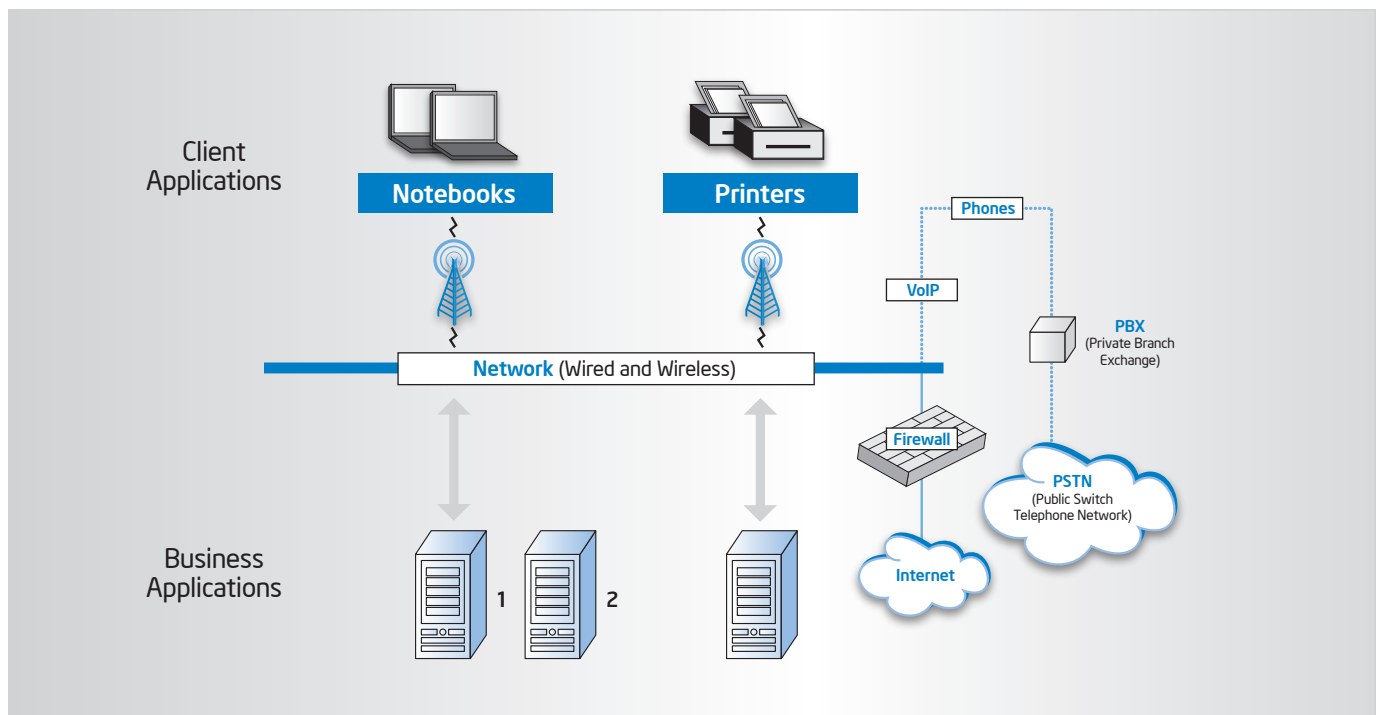 Client
Applications
Notebooks
Printers
Phones
VoIP
PBX
(Private Branch
Exchange)
Network (Wired and Wireless)
Firewall
PSTN
(Public Switch
Telephone Network)
Business
Applications
1
2
Internet